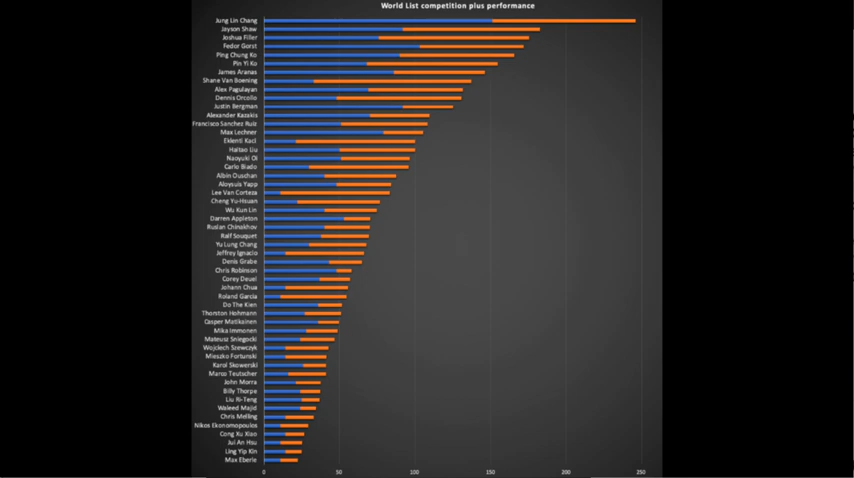 World List competition plus performance
Jung Lin Chang
Jayson Shaw
Joshua Filler
Fedor Gorst
Ping Chung Ko
Pin Yi Ko
James Aranas
Shane Van Boening
Alex Pagulayan
Dennis Orcollo
Justin Bergman
Alexander Kazakis
Francisco Sanchez Ruiz
Max Lechner
Eklenti Kaci
Haitao Liu
Naoyuki Oi
Carlo Biado
Albin Ouschan
Aloysuis Yapp
Lee Van Corteza
Cheng Yu-Hsuan
Wu Kun Lin
Darren Appleton
Ruslan Chinakhov
Ralf Souquet
Yu Lung Chang
Jeffrey Ignacio
Denis Grabe
Chris Robinson
Corey Deuel
Johann Chua
Roland Garcia
Do The Kien
Thorsten Hohmann
Casper Matikainen
Mika Immonen
Mateusz Sniegocki
Wojciech Szewczyk
Mieszko Fortunski
Karol Skowerski
Marco Teutscher
John Morra
Billy Thorpe
Liu Ri-Teng
Waleed Majid
Chris Melling
Nikos Ekonomopoulos
Cong Xu Xiao
Jui An Hsu
Ling Yip Kin
Max Eberle
0 50 100 150 200 250